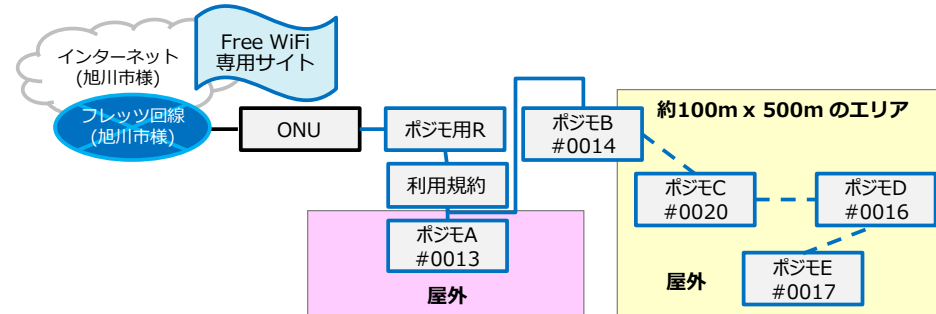 インターネット
(旭川市様)
Free WiFi
専用サイト
フレッツ回線
(旭川市様)
ONU
ポジモ用R
利用規約
ポジモA
#0013
屋外
ポジモB
#0014
約100m x 500m のエリア
ポジモC
#0020
ポジモD
#0016
ポジモE
#0017
屋外